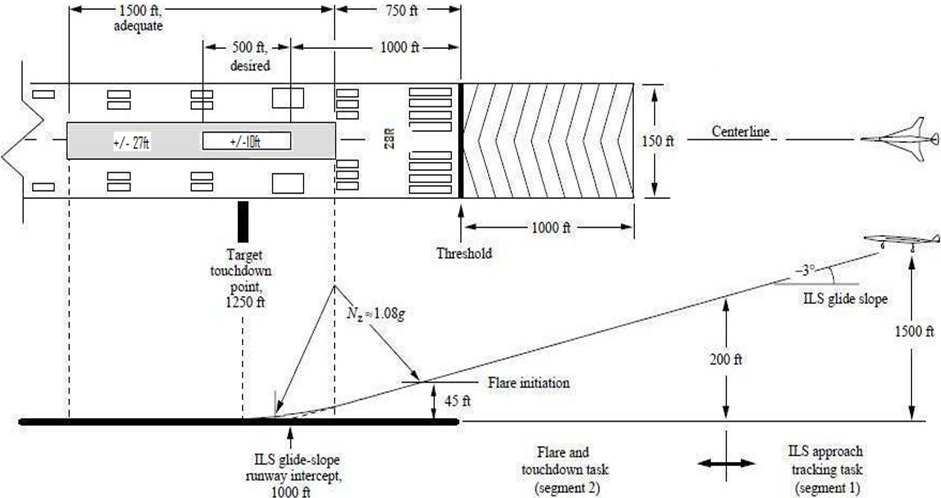 1500 ft,
adequate
750 ft
500 ft,
desired
1000 ft
+/- 27ft
+/-10ft
28R
150 ft
Centerline
1000 ft
Threshold
Target
touchdown
point,
1250 ft
Nz≈1.08g
−3°
ILS glide slope
1500 ft
200 ft
Flare initiation
45 ft
ILS glide-slope
runway intercept,
1000 ft
Flare and
touchdown task
(segment 2)
ILS approach
tracking task
(segment 1)